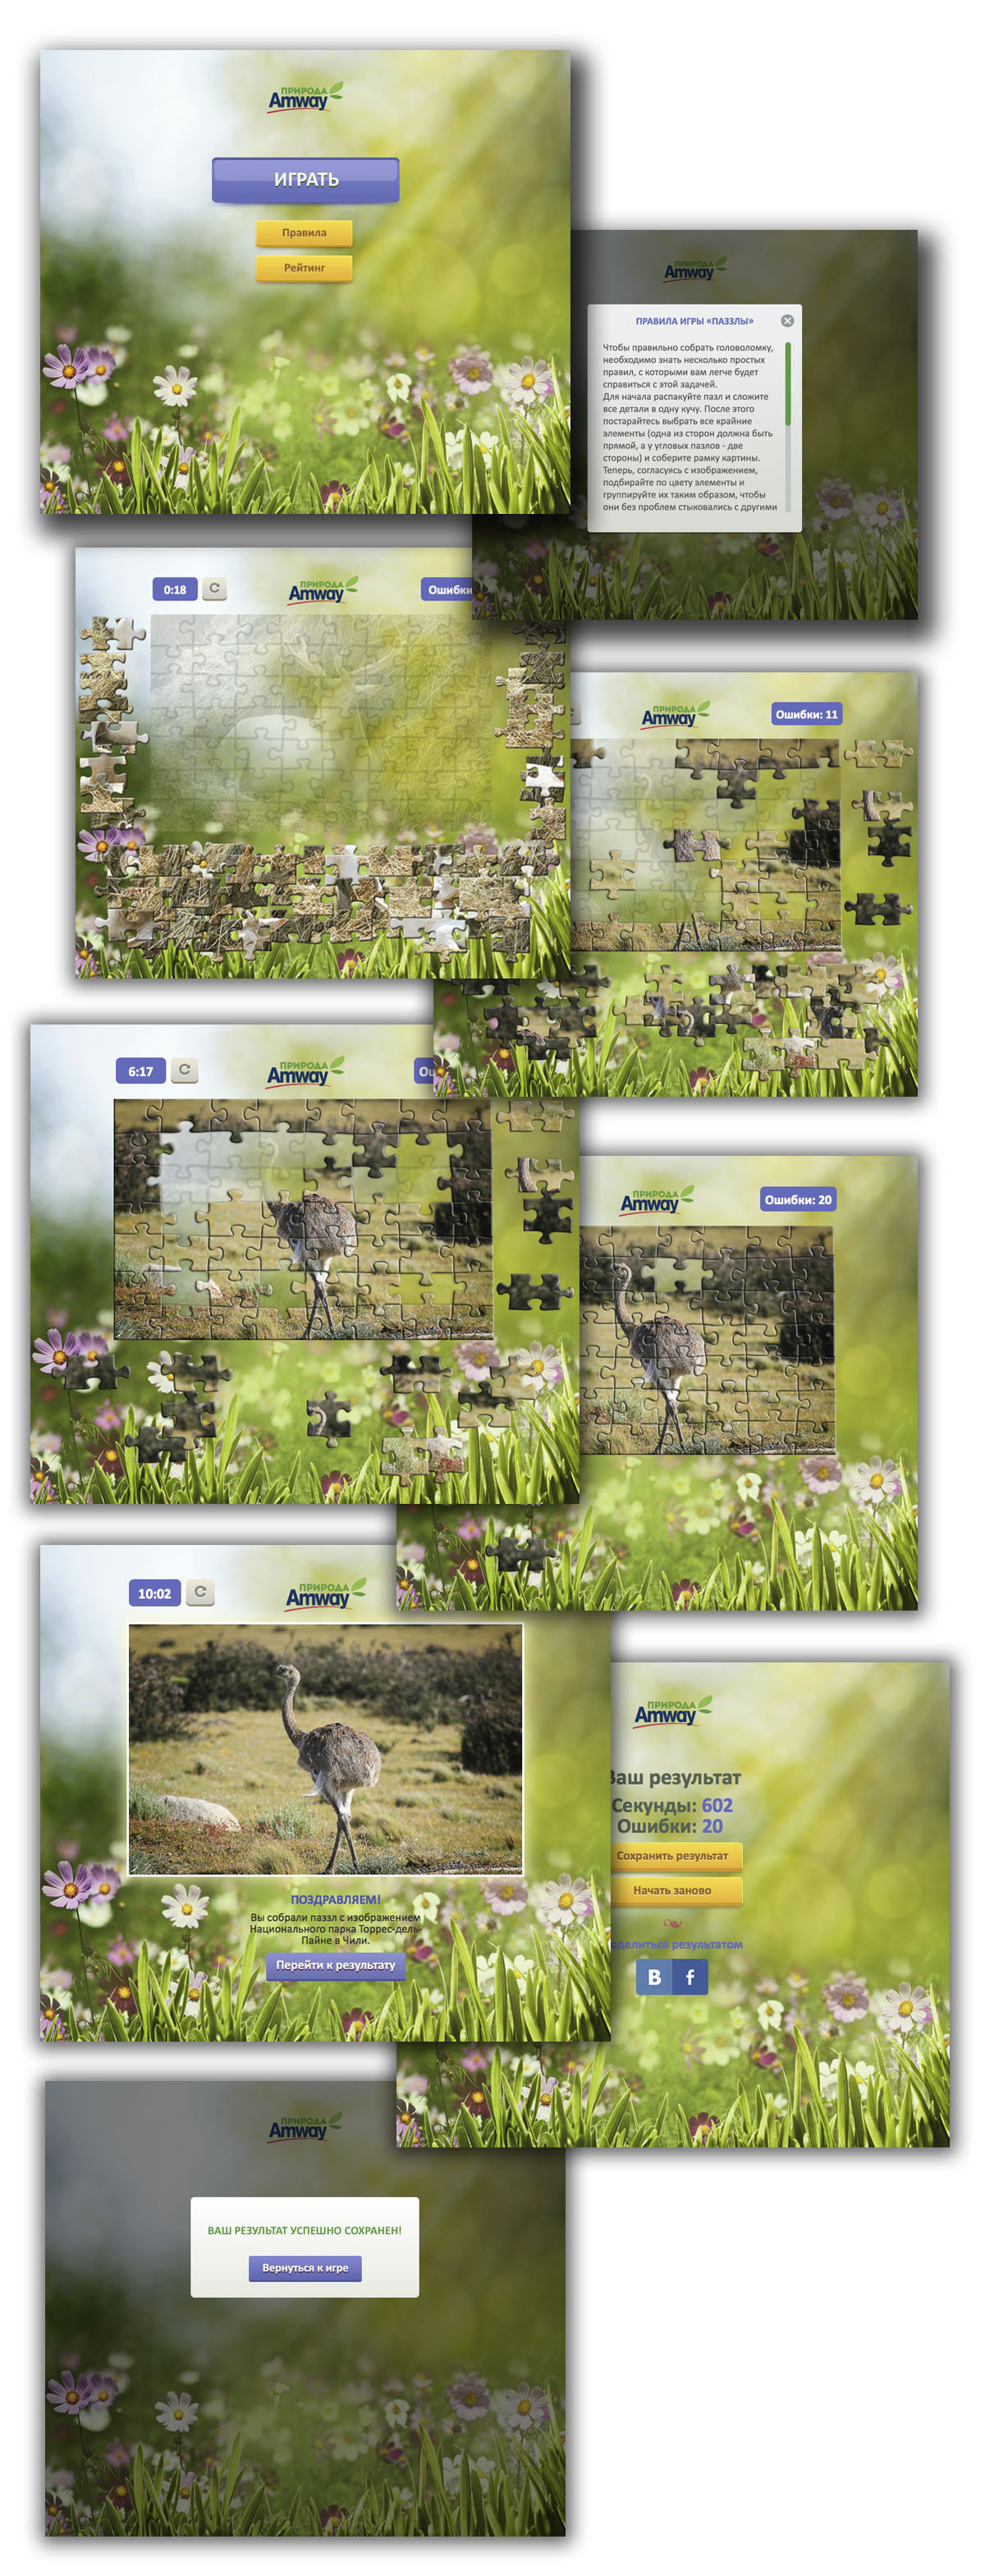 ПРИРОДА
Amway
ИГРАТЬ
Правила
Рейтинг
ПРИРОДА
Amway
ПРАВИЛА ИГРЫ «ПАЗЗЛЫ»
Чтобы правильно собрать головоломку,
необходимо знать несколько простых
правил, с которыми вам легче будет
справиться с этой задачей.
Для начала распакуйте пазл и сложите
все детали в одну кучу. После этого
постарайтесь выбрать все крайние
элементы (одна из сторон должна быть
прямой, а у угловых пазлов - две
стороны) и соберите рамку картины.
Теперь, согласуясь с изображением,
подбирайте по цвету элементы и
группируйте их таким образом, чтобы
они без проблем стыковались с другими
0:18
ПРИРОДА
Amway
Ошибки
ПРИРОДА
Amway
Ошибки: 11
6:17
ПРИРОДА
Amway
ПРИРОДА
Amway
Ошибки: 20
10:02
ПРИРОДА
Amway
ПОЗДРАВЛЯЕМ!
Вы собрали паззл с изображением
Национального парка Торрес-дель-
Пайне в Чили.
Перейти к результату
ПРИРОДА
Amway
Ваш результат
Секунды: 602
Ошибки: 20
Сохранить результат
Начать заново
результатом
В f
ПРИРОДА
Amway
ВАШ РЕЗУЛЬТАТ УСПЕШНО СОХРАНЕН!
Вернуться к игре